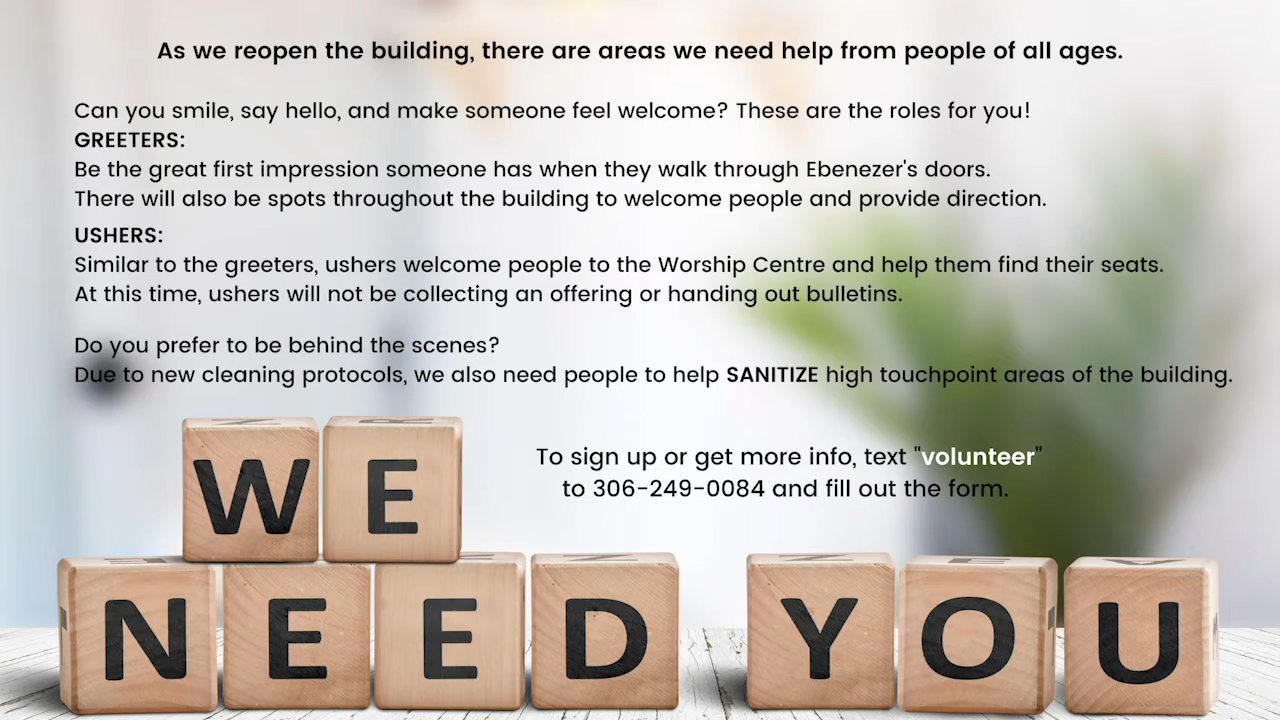 As we reopen the building, there are areas we need help from people of all ages.
Can you smile, say hello, and make someone feel welcome? These are the roles for you!
GREETERS:
Be the great first impression someone has when they walk through Ebenezer's doors.
There will also be spots throughout the building to welcome people and provide direction.
USHERS:
Similar to the greeters, ushers welcome people to the Worship Centre and help them find their seats.
At this time, ushers will not be collecting an offering or handing out bulletins.
Do you prefer to be behind the scenes?
Due to new cleaning protocols, we also need people to help SANITIZE high touchpoint areas of the building.
To sign up or get more info, text "volunteer"
to 306-249-0084 and fill out the form.
WE
NEED YOU